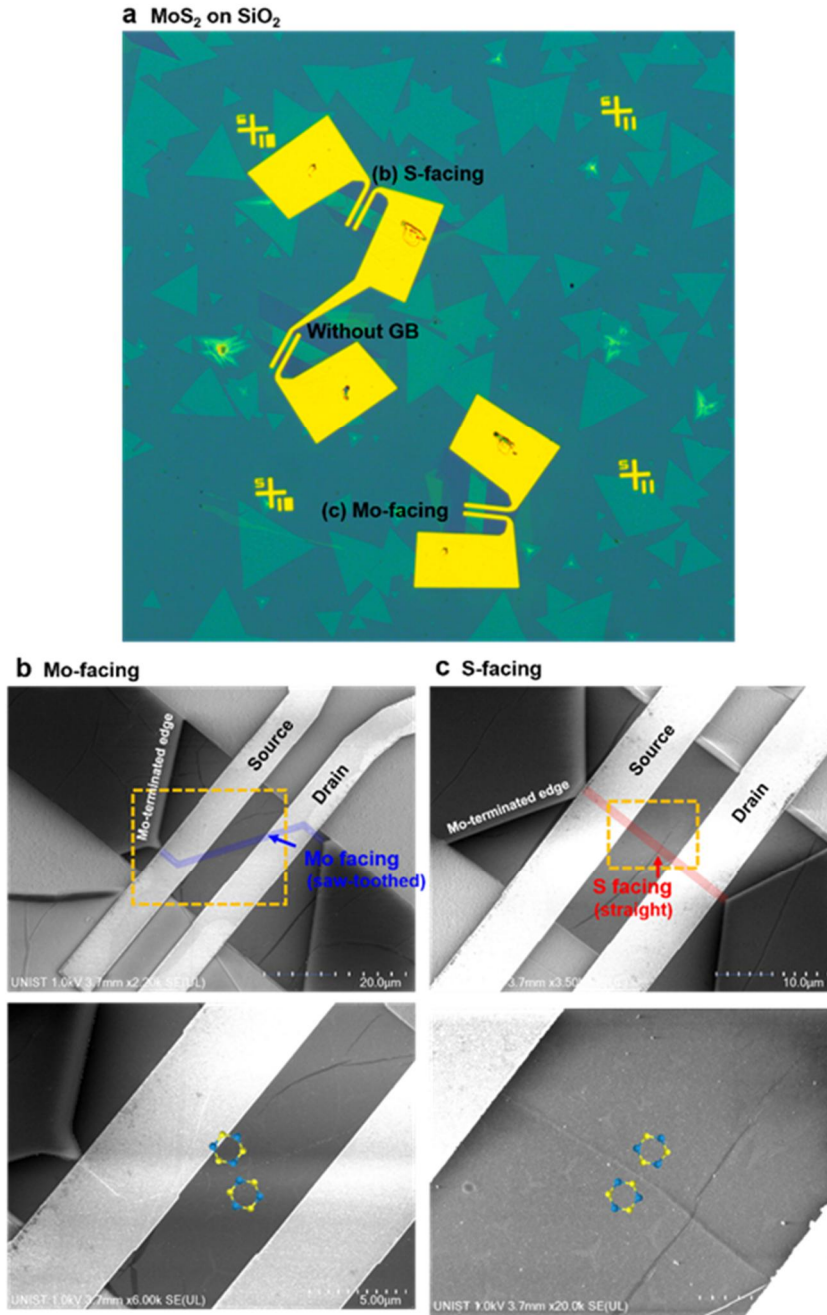 a MoS₂ on SiO₂
(b) S-facing
Without GB
(c) Mo-facing
b Mo-facing
Mo-terminated edge
Source
Drain
Mo facing
(saw-toothed)
UNIST 1.0kV 3.7mm x2.20k SE(UL)
20.0µm
c S-facing
Mo-terminated edge
Source
Drain
S facing
(straight)
3.7mm x3.50
10.0µm
UNIST 1.0kV 3.7mm x6.00k SE(UL)
5.00µm
UNIST 1.0kV 3.7mm x20.0k SE(UL)